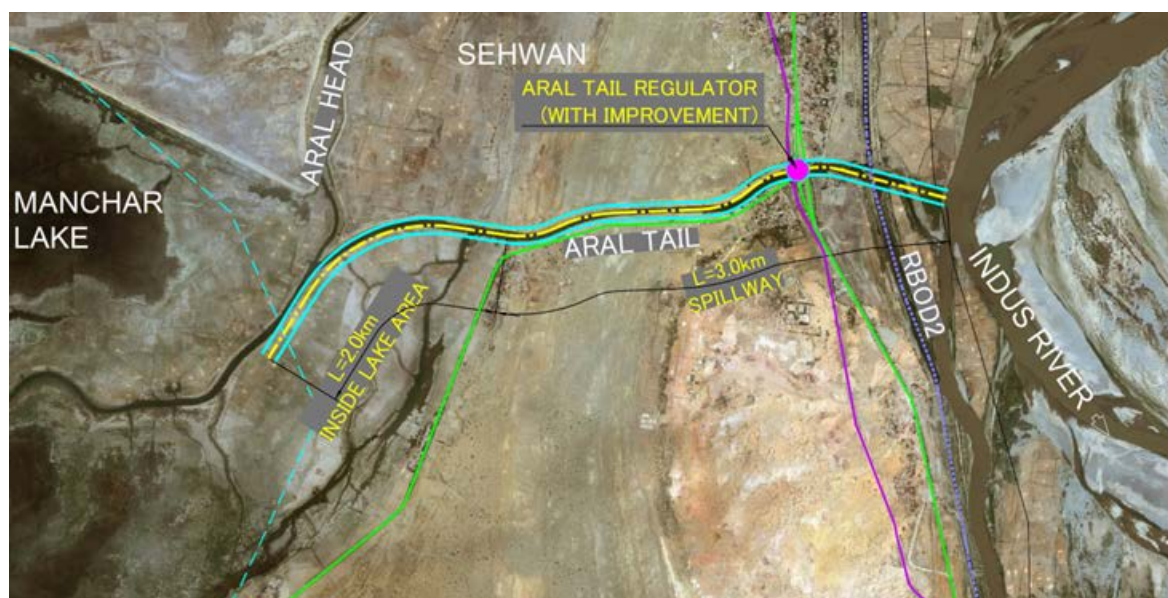 SEHWAN
ARAL HEAD
ARAL TAIL REGULATOR
(WITH IMPROVEMENT)
MANCHAR
LAKE
ARAL TAIL
L=2.0km
INSIDE LAKE AREA
L=3.0km
SPILLWAY
RBOD2
INDUS RIVER